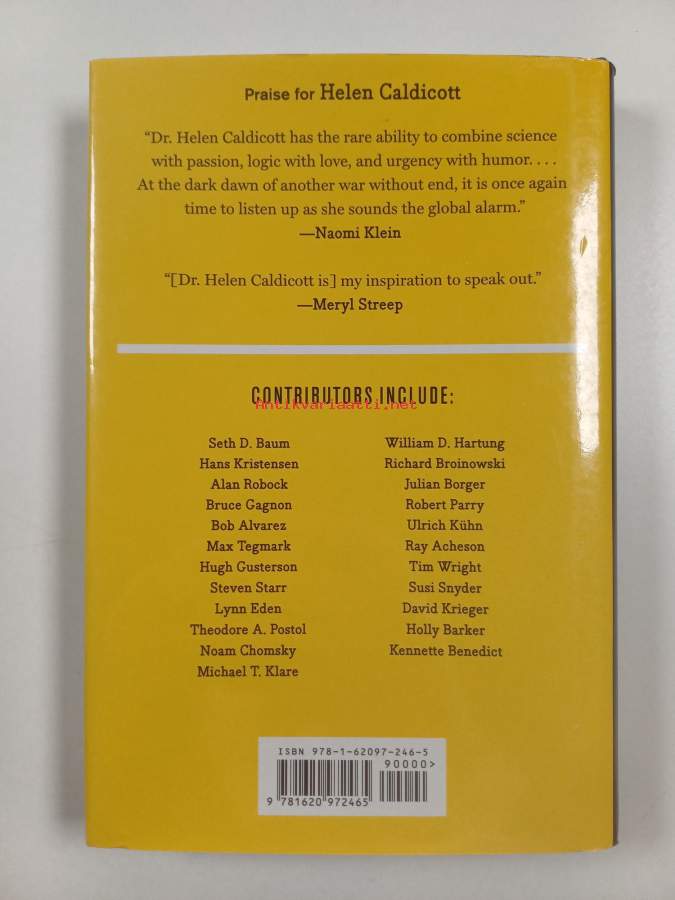 Praise for Helen Caldicott
“Dr. Helen Caldicott has the rare ability to combine science
with passion, logic with love, and urgency with humor. . . .
At the dark dawn of another war without end, it is once again
time to listen up as she sounds the global alarm.”
—Naomi Klein
“[Dr. Helen Caldicott is] my inspiration to speak out.”
—Meryl Streep
CONTRIBUTORS INCLUDE:
Antikvariaatti.net
Seth D. Baum
Hans Kristensen
Alan Robock
Bruce Gagnon
Bob Alvarez
Max Tegmark
Hugh Gusterson
Steven Starr
Lynn Eden
Theodore A. Postol
Noam Chomsky
Michael T. Klare
William D. Hartung
Richard Broinowski
Julian Borger
Robert Parry
Ulrich Kühn
Ray Acheson
Tim Wright
Susi Snyder
David Krieger
Holly Barker
Kennette Benedict
ISBN 978-1-62097-246-5
90000>
9 781620 972465